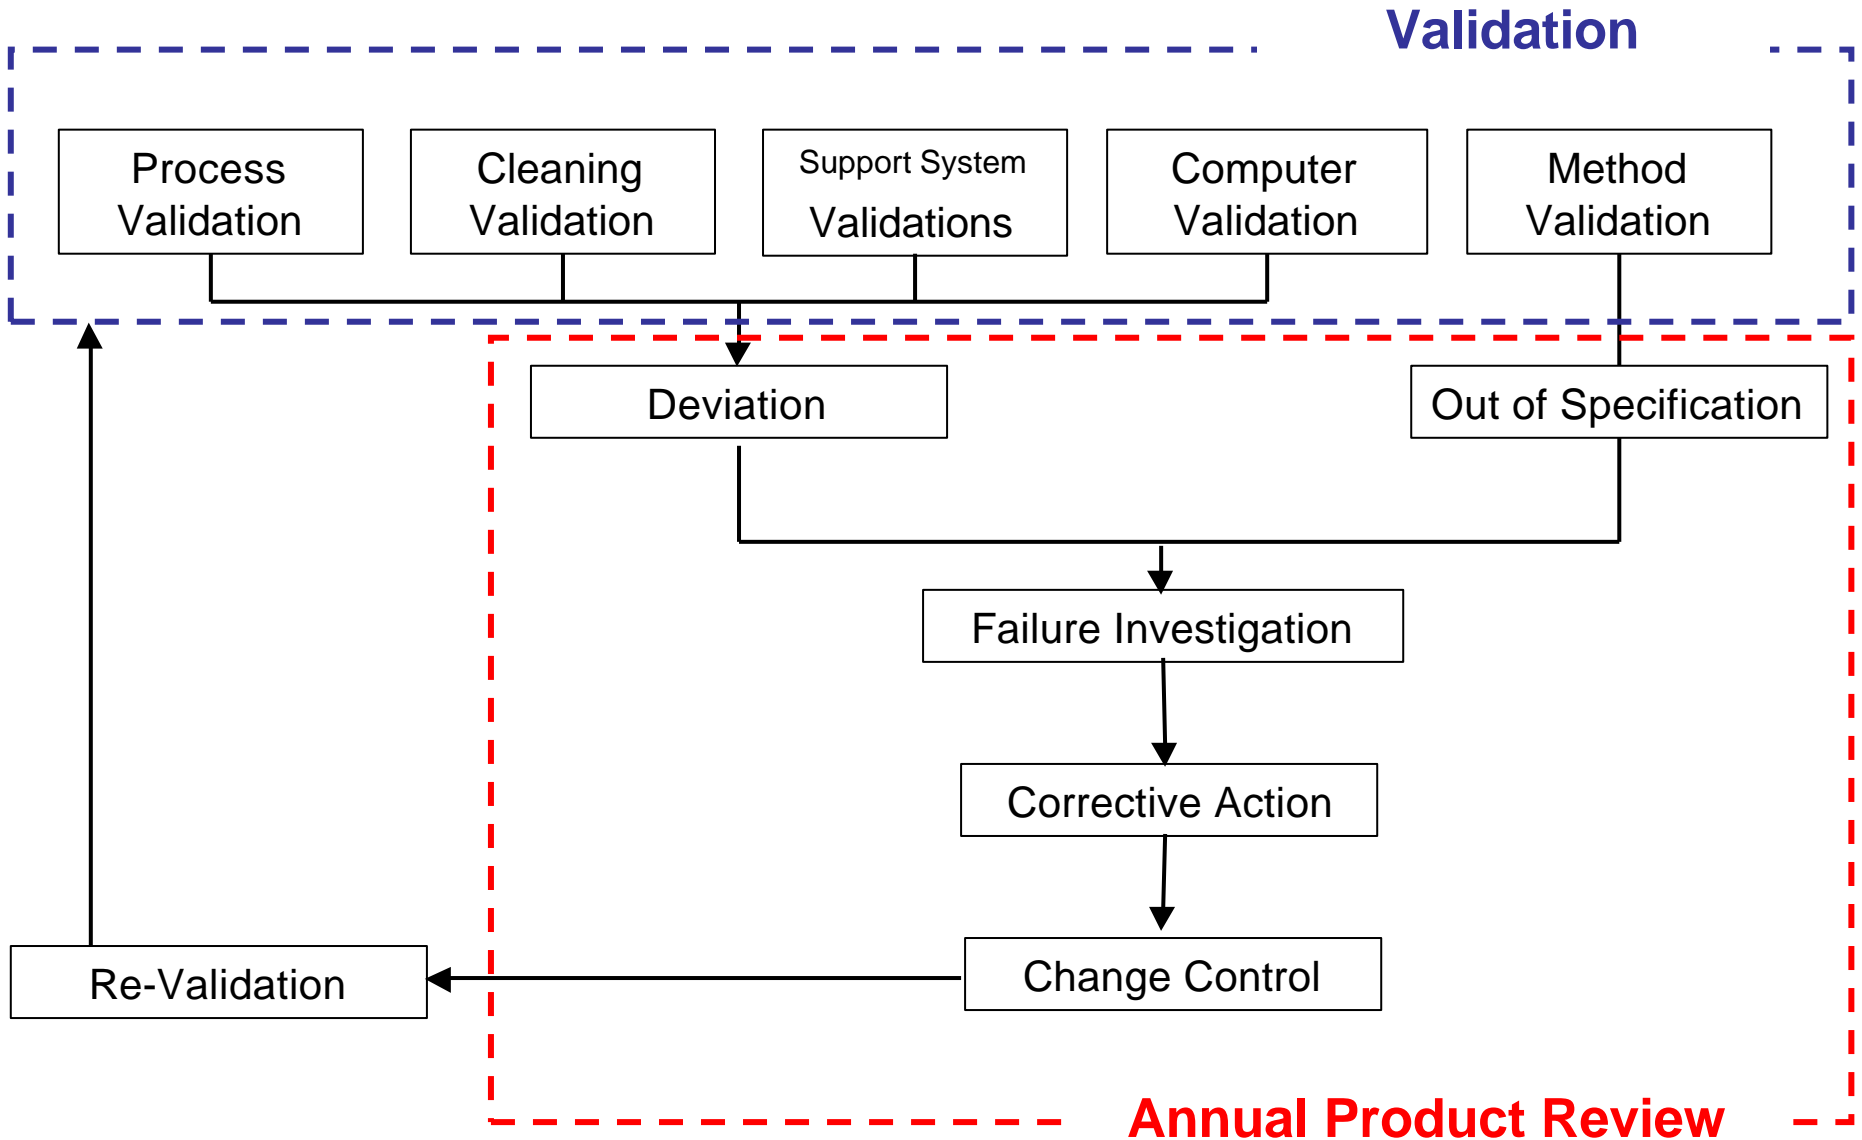 Validation
Process
Validation
Cleaning
Validation
Support System
Validations
Computer
Validation
Method
Validation
Deviation
Out of Specification
Failure Investigation
Corrective Action
Change Control
Re-Validation
Annual Product Review